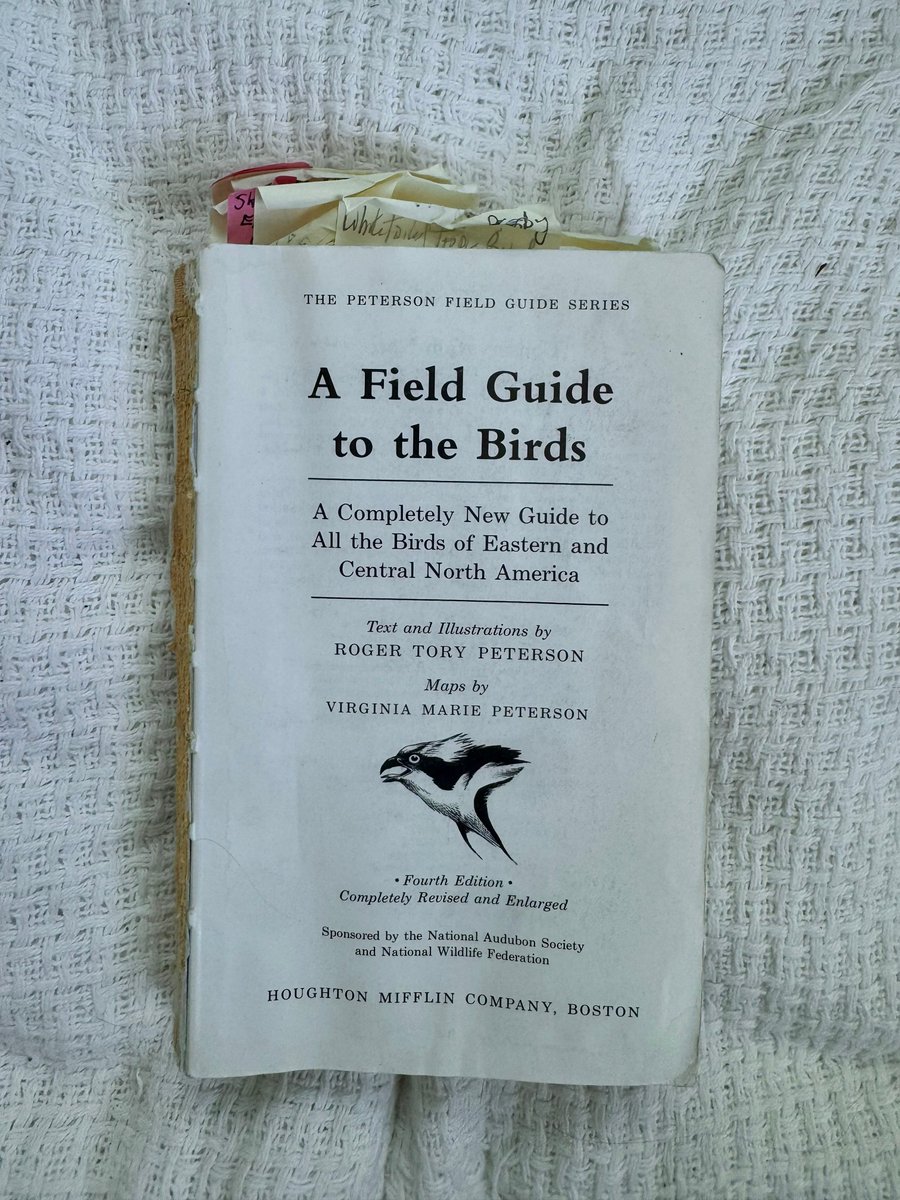 Sh
E
THE PETERSON FIELD GUIDE SERIES
A Field Guide
to the Birds
A Completely New Guide to
All the Birds of Eastern and
Central North America
Text and Illustrations by
ROGER TORY PETERSON
Maps by
VIRGINIA MARIE PETERSON
• Fourth Edition •
Completely Revised and Enlarged
Sponsored by the National Audubon Society
and National Wildlife Federation
HOUGHTON MIFFLIN COMPANY, BOSTON